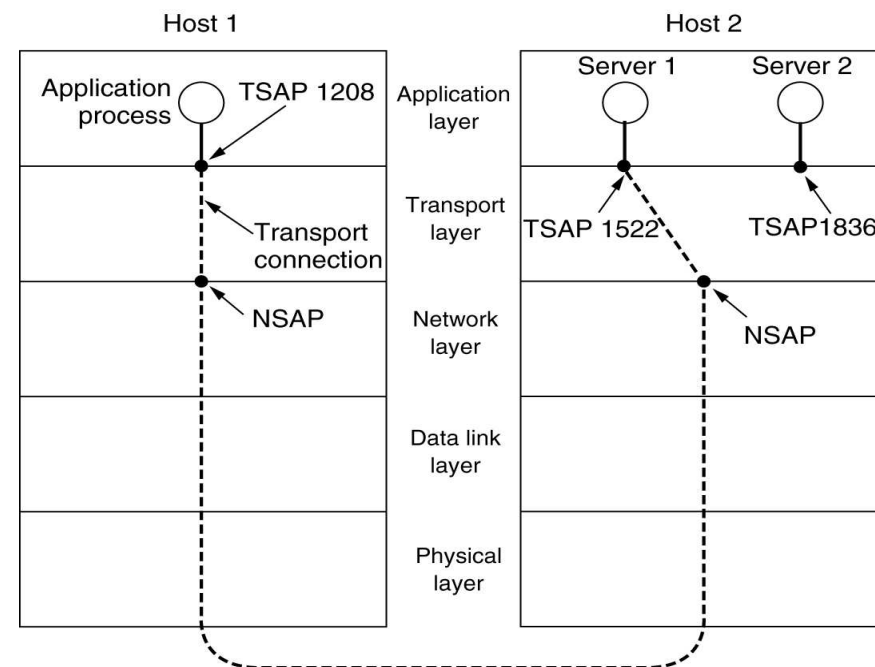 Host 1
Host 2
Application
process
TSAP 1208
Application
layer
Server 1
Server 2
Transport
connection
Transport
layer
TSAP 1522
TSAP1836
NSAP
Network
layer
NSAP
Data link
layer
Physical
layer